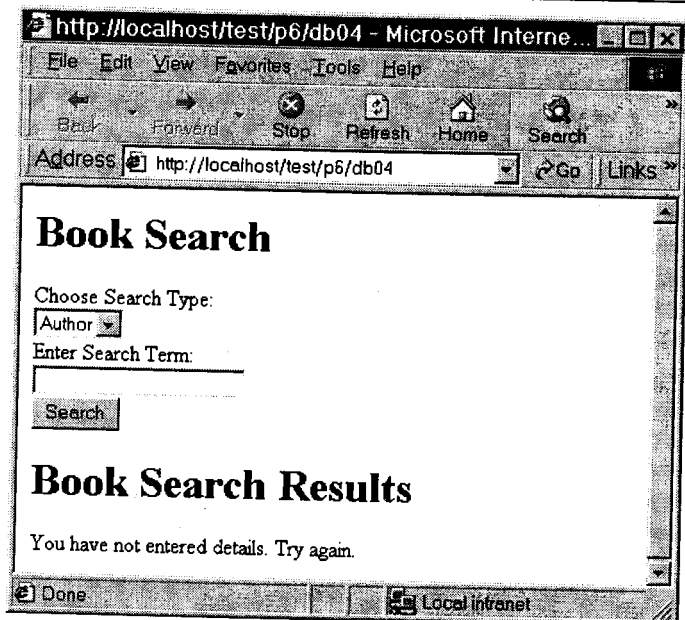 http://localhost/test/p6/db04 - Microsoft Interne...
File Edit View Favorites Tools Help
Back Forward Stop Refresh Home Search »
Address http://localhost/test/p6/db04 Go Links »
Book Search
Choose Search Type:
Author
Enter Search Term:
Search
Book Search Results
You have not entered details. Try again.
Done Local intranet